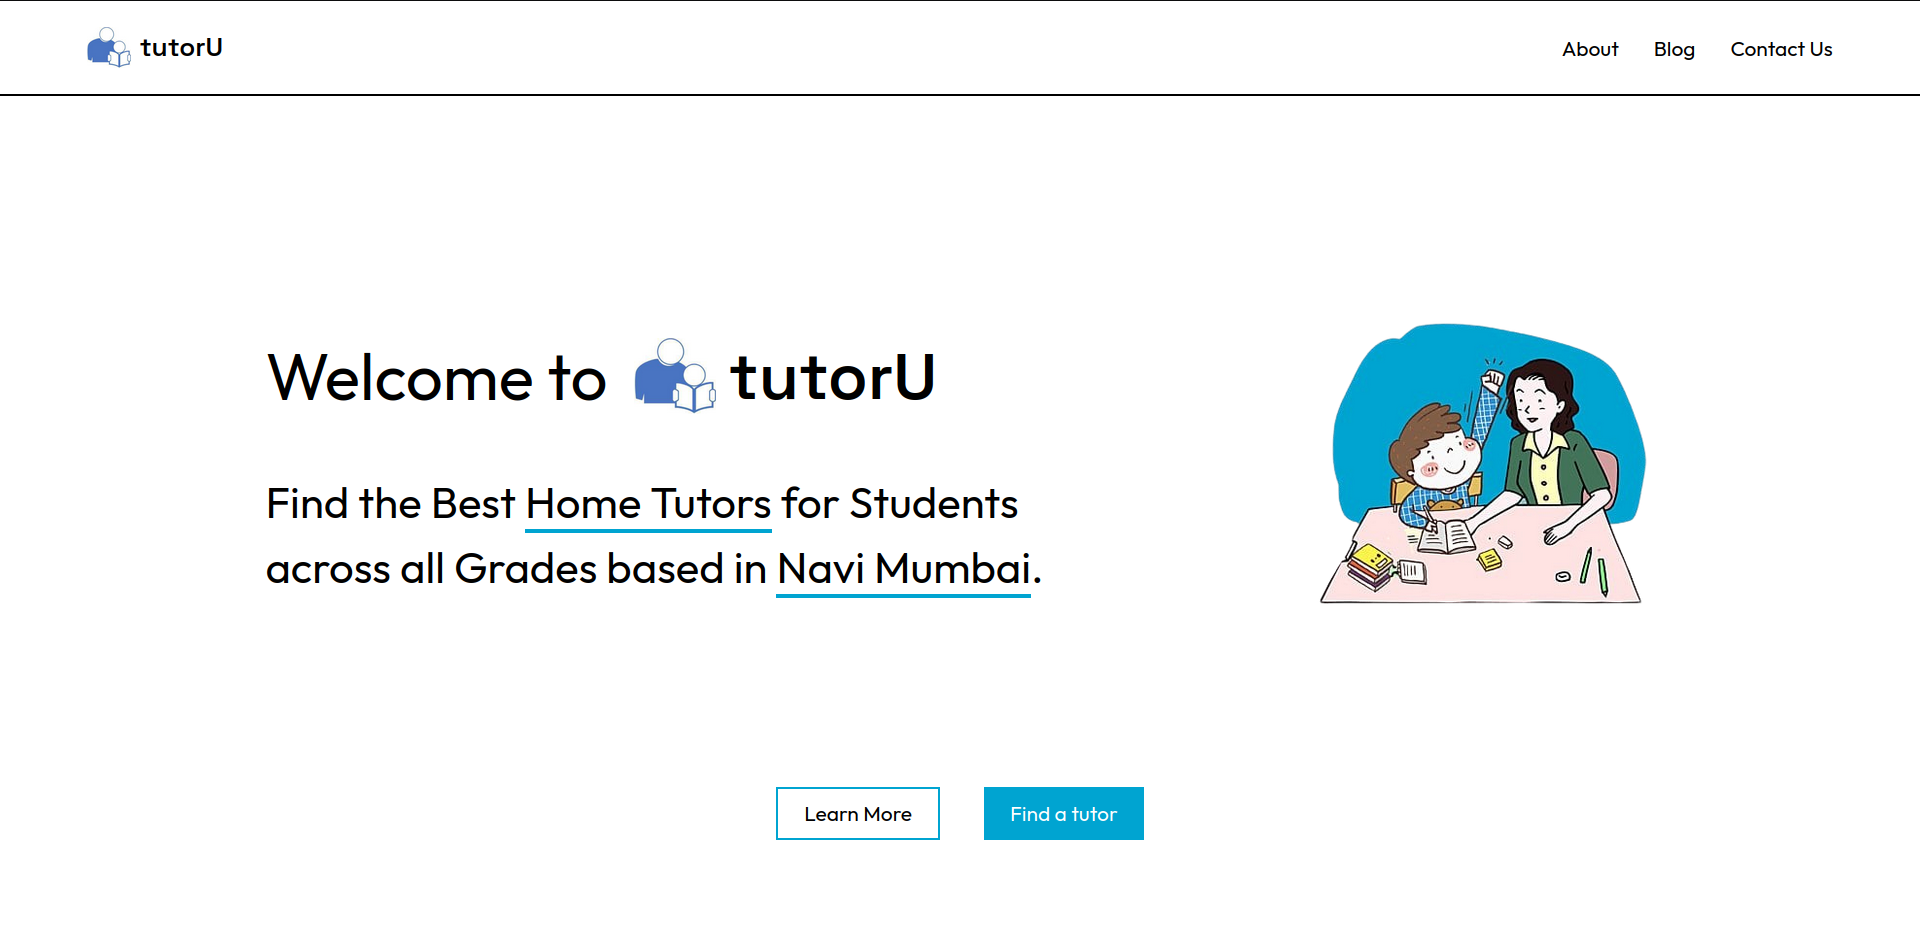 tutorU
About Blog Contact Us
Welcome to tutorU
Find the Best Home Tutors for Students
across all Grades based in Navi Mumbai.
Learn More Find a tutor